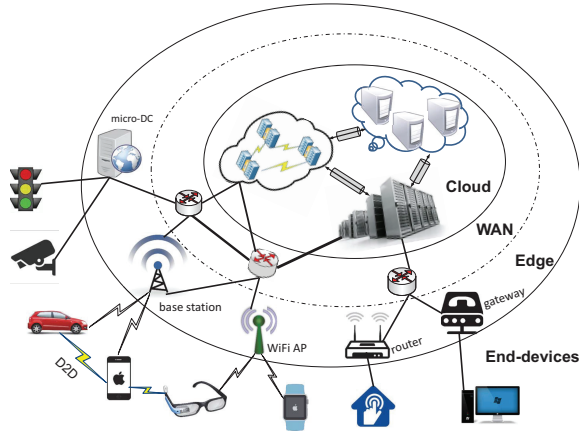 micro-DC
Cloud
WAN
Edge
base station
gateway
WiFi AP
router
D2D
End-devices